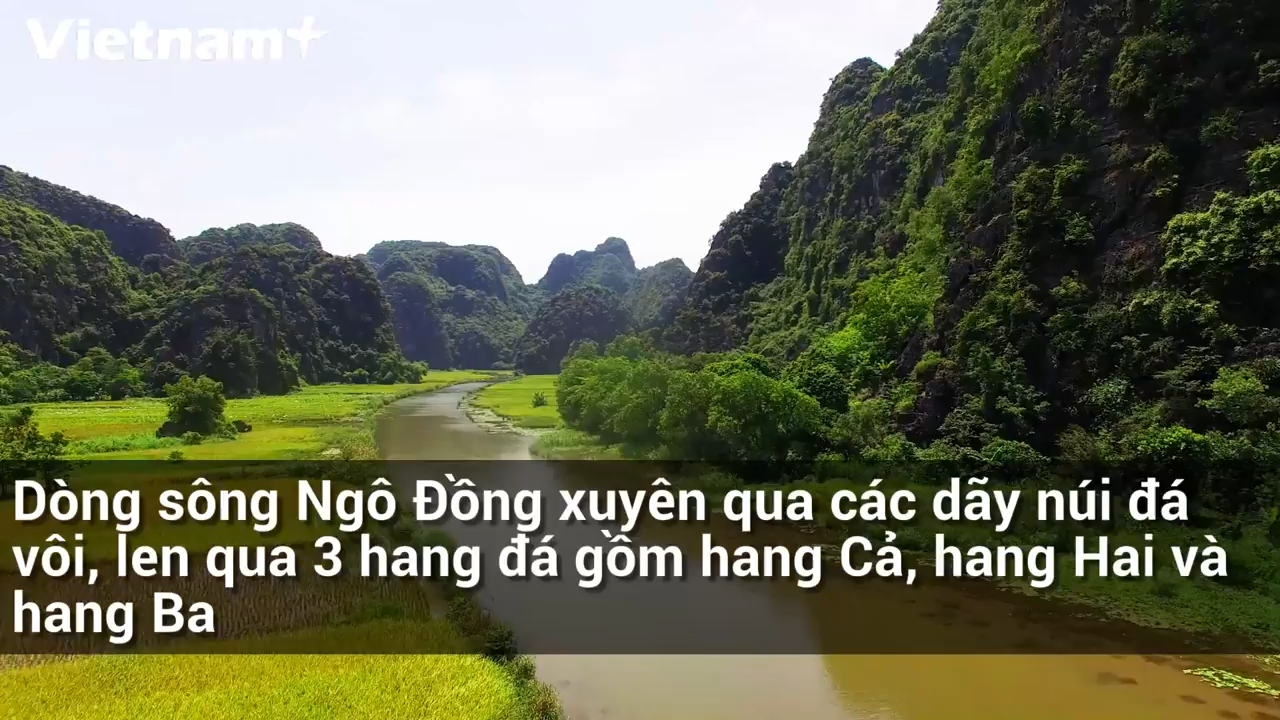 Vietnam+
Dòng sông Ngô Đồng xuyên qua các dãy núi đá
vôi, len qua 3 hang đá gồm hang Cả, hang Hai và
hang Ba